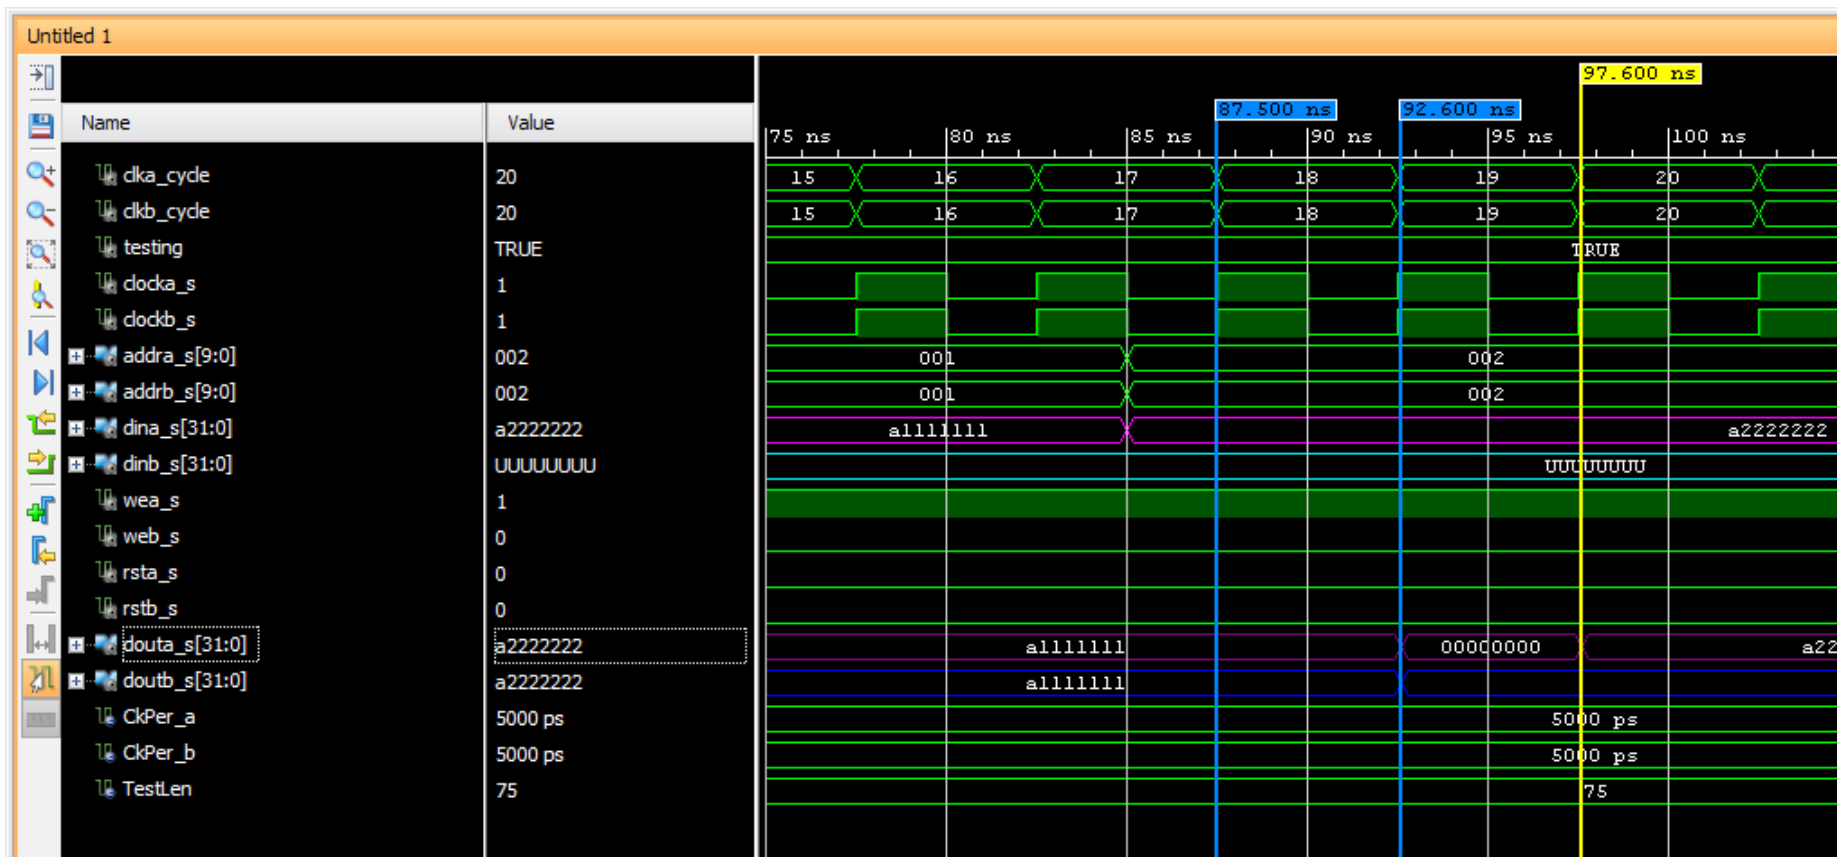 Untitled 1
97.600 ns
87.500 ns 92.600 ns
Name Value 75 ns 80 ns 85 ns 90 ns 95 ns 100 ns
clka_cycle 20 15 16 17 18 19 20
clkb_cycle 20 15 16 17 18 19 20
testing TRUE TRUE
clocka_s 1
clockb_s 1
addra_s[9:0] 002 001 002
addrb_s[9:0] 002 001 002
dina_s[31:0] a2222222 a1111111 a2222222
dinb_s[31:0] UUUUUUUU UUUUUUUU
wea_s 1
web_s 0
rsta_s 0
rstb_s 0
douta_s[31:0] a2222222 a1111111 00000000 a22
doutb_s[31:0] a2222222 a1111111
CkPer_a 5000 ps 5000 ps
CkPer_b 5000 ps 5000 ps
TestLen 75 75